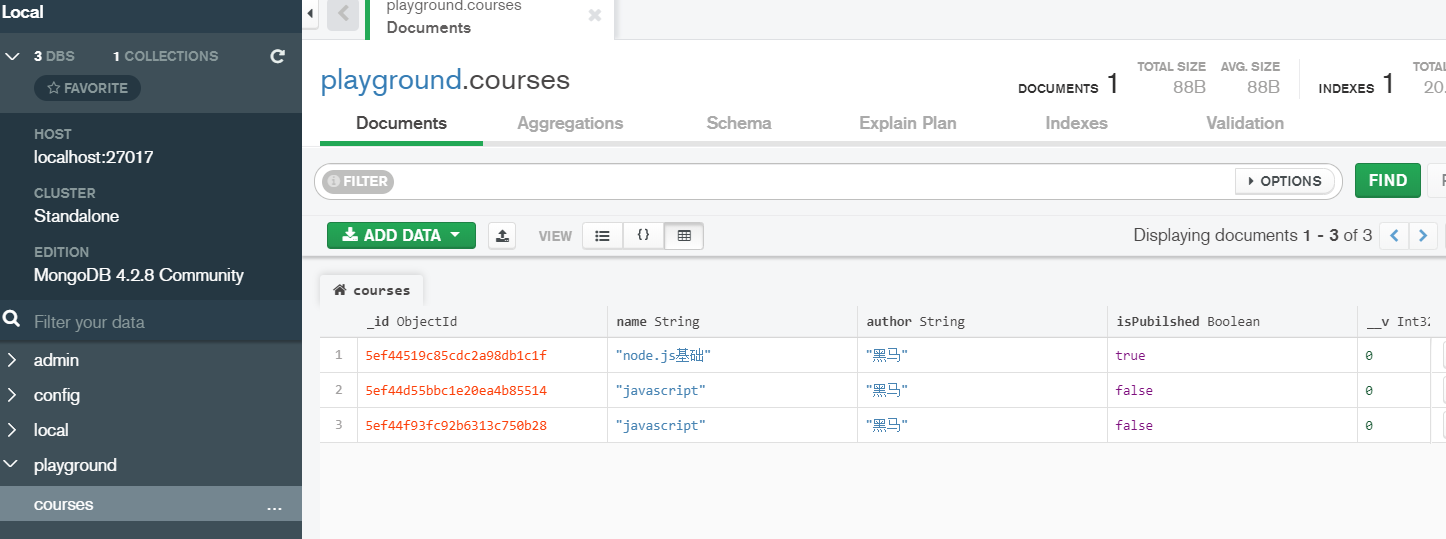 Local
3 DBS 1 COLLECTIONS
FAVORITE
HOST
localhost:27017
CLUSTER
Standalone
EDITION
MongoDB 4.2.8 Community
Filter your data
admin
config
local
playground
courses
...
playground.courses
Documents
playground.courses
DOCUMENTS 1 TOTAL SIZE 88B AVG. SIZE 88B INDEXES 1 TOTAL 20.
Documents Aggregations Schema Explain Plan Indexes Validation
FILTER OPTIONS FIND
ADD DATA VIEW {} Displaying documents 1 - 3 of 3
courses
_id ObjectId name String author String isPubilshed Boolean __v Int32
1 5ef44519c85cdc2a98db1c1f "node.js基础" "黑马" true 0
2 5ef44d55bbc1e20ea4b85514 "javascript" "黑马" false 0
3 5ef44f93fc92b6313c750b28 "javascript" "黑马" false 0